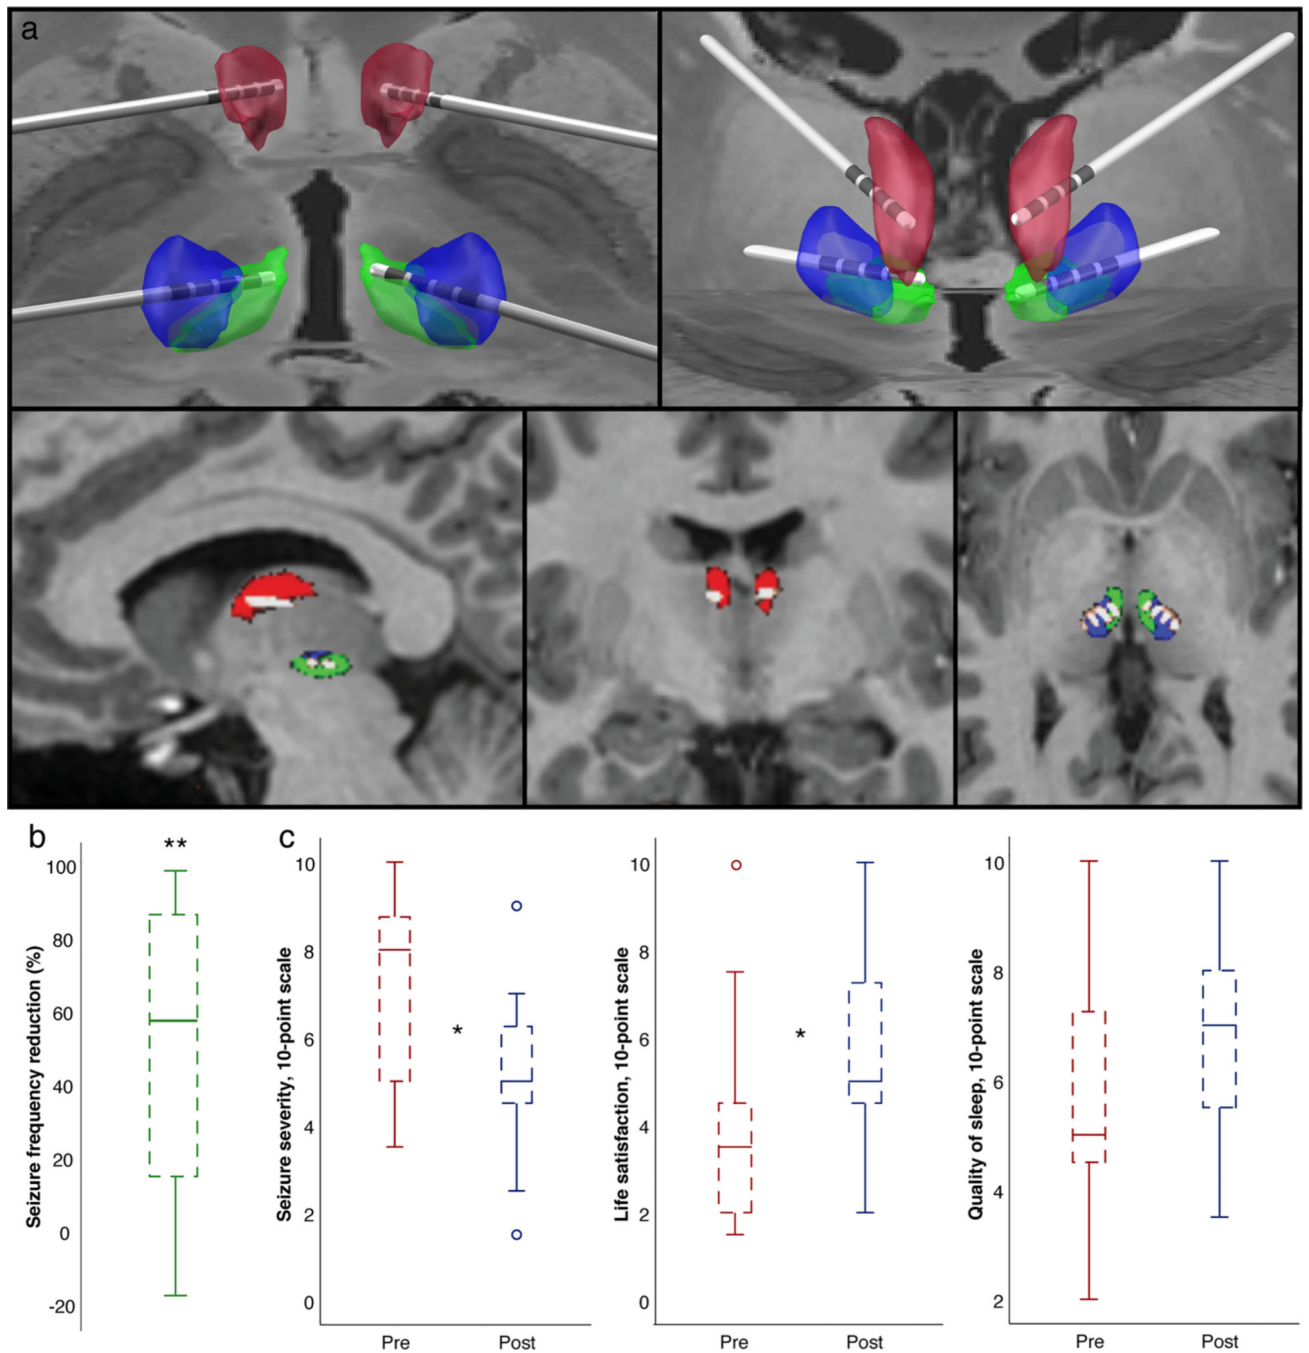 a
b
**
Seizure frequency reduction (%)
100
80
60
40
20
0
-20
c
Seizure severity, 10-point scale
10
8
6
4
2
0
*
Pre Post
Life satisfaction, 10-point scale
10
8
6
4
2
0
*
Pre Post
Quality of sleep, 10-point scale
10
8
6
4
2
Pre Post